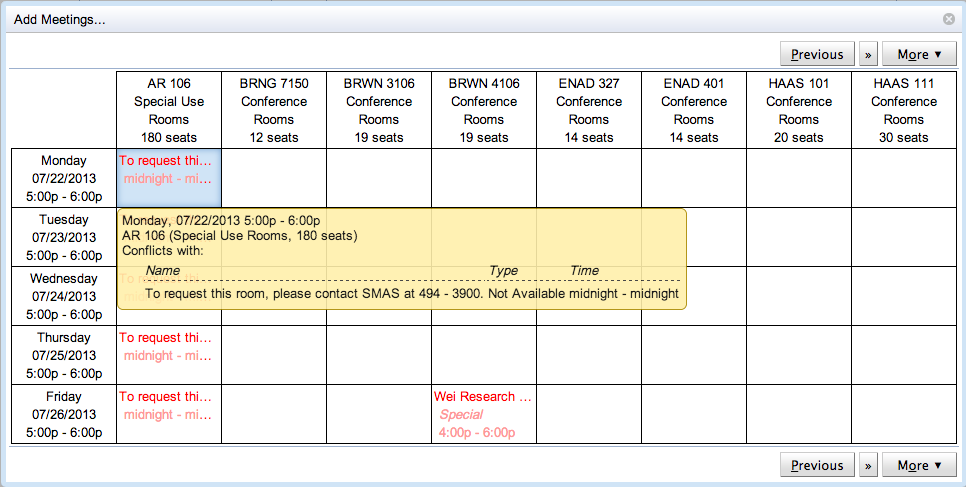 Add Meetings...
Previous » More ▼
AR 106 Special Use Rooms 180 seats
BRNG 7150 Conference Rooms 12 seats
BRWN 3106 Conference Rooms 19 seats
BRWN 4106 Conference Rooms 19 seats
ENAD 327 Conference Rooms 14 seats
ENAD 401 Conference Rooms 14 seats
HAAS 101 Conference Rooms 20 seats
HAAS 111 Conference Rooms 30 seats
Monday
07/22/2013
5:00p - 6:00p
To request thi...
midnight - mi...
Tuesday
07/23/2013
5:00p - 6:00p
Monday, 07/22/2013 5:00p - 6:00p
AR 106 (Special Use Rooms, 180 seats)
Conflicts with:
Name Type Time
To request this room, please contact SMAS at 494 - 3900. Not Available midnight - midnight
Wednesday
07/24/2013
5:00p - 6:00p
To request thi...
Thursday
07/25/2013
5:00p - 6:00p
To request thi...
midnight - mi...
Friday
07/26/2013
5:00p - 6:00p
To request thi...
midnight - mi...
Wei Research ...
Special
4:00p - 6:00p
Previous » More ▼